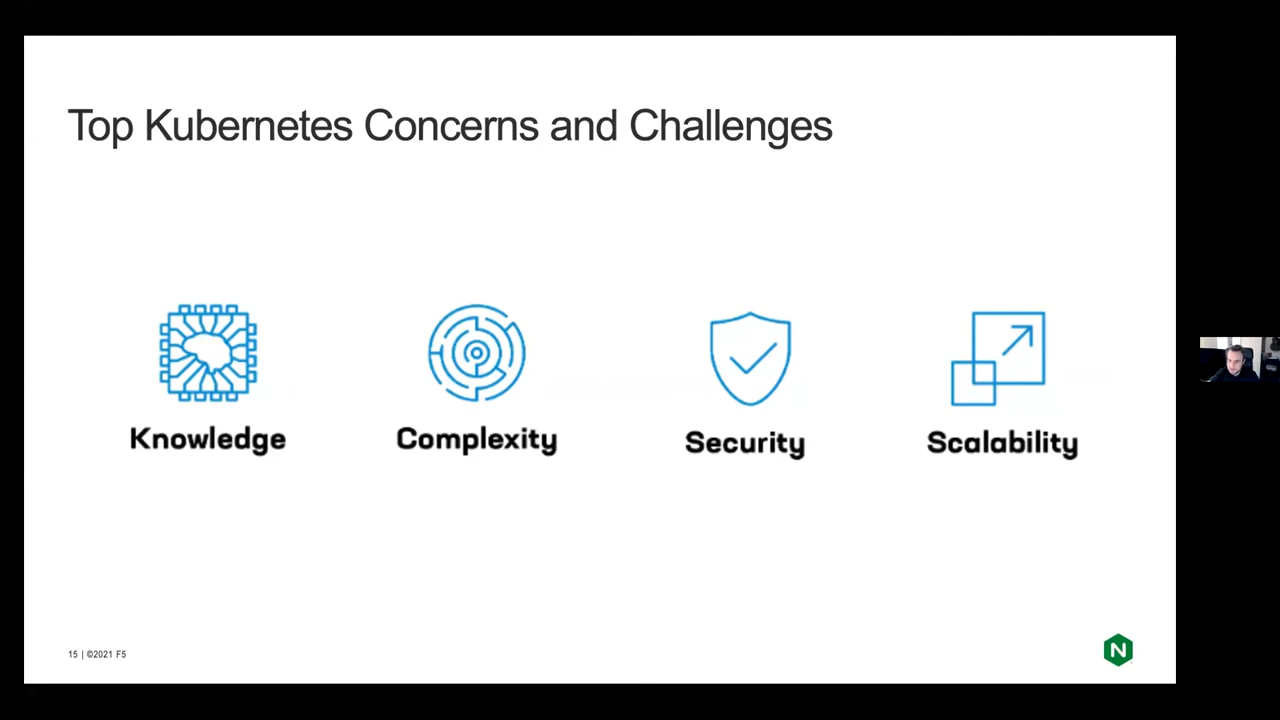 Top Kubernetes Concerns and Challenges
Knowledge
Complexity
Security
Scalability
15 | ©2021 F5
N